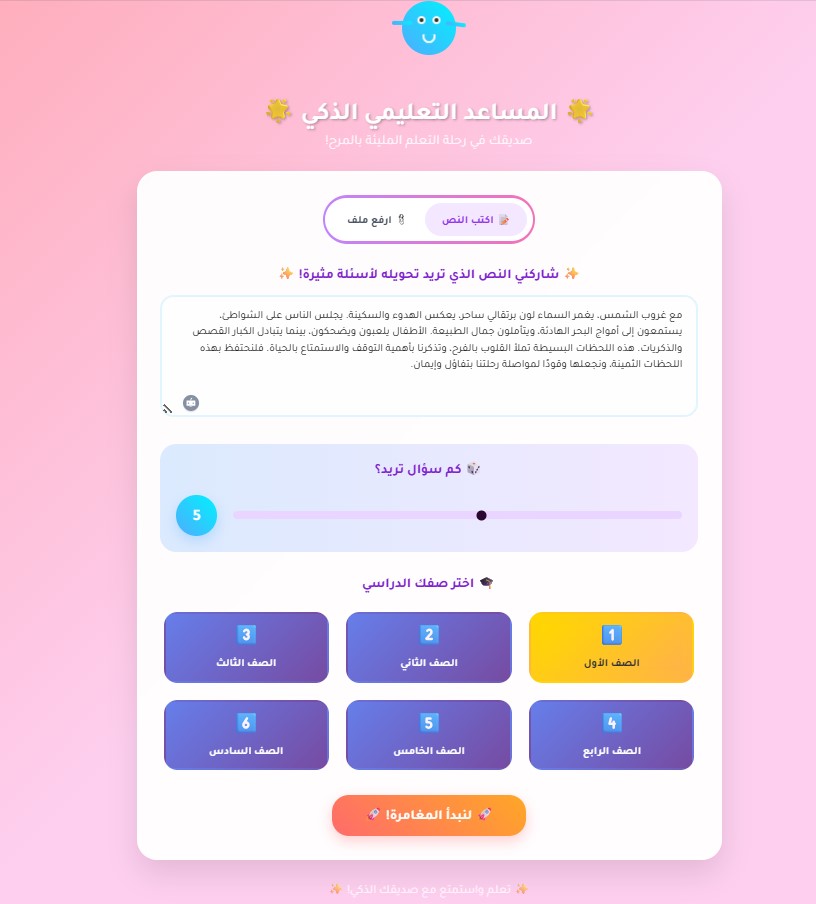 🌟 المساعد التعليمي الذكي 🌟
صديقك في رحلة التعلم المليئة بالمرح!
📝 اكتب النص
📎 ارفع ملف
✨ شاركني النص الذي تريد تحويله لأسئلة مثيرة! ✨
مع غروب الشمس، يغمر السماء لون برتقالي ساحر، يعكس الهدوء والسكينة. يجلس الناس على الشواطئ،
يستمعون إلى أمواج البحر الهادئة، ويتأملون جمال الطبيعة. الأطفال يلعبون ويضحكون، بينما يتبادل الكبار القصص
والذكريات. هذه اللحظات البسيطة تملأ القلوب بالفرح، وتذكرنا بأهمية التوقف والاستمتاع بالحياة. فلنحتفظ بهذه
اللحظات الثمينة، ونجعلها وقودًا لمواصلة رحلتنا بتفاؤل وإيمان.
🎲 كم سؤال تريد؟
5
🎓 اختر صفك الدراسي
1
الصف الأول
2
الصف الثاني
3
الصف الثالث
4
الصف الرابع
5
الصف الخامس
6
الصف السادس
🚀 لنبدأ المغامرة! 🚀
✨ تعلم واستمتع مع صديقك الذكي! ✨